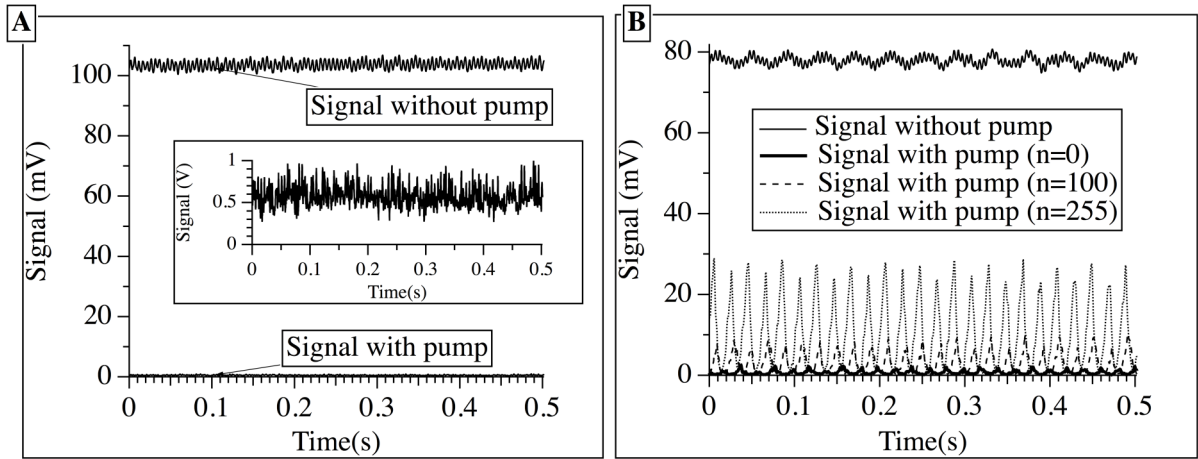 A
Signal (mV)
100
80
60
40
20
0
Signal without pump
Signal (V)
1
0.5
0
0 0.1 0.2 0.3 0.4 0.5
Time(s)
Signal with pump
0 0.1 0.2 0.3 0.4 0.5
Time(s)
B
Signal (mV)
80
60
40
20
0
Signal without pump
Signal with pump (n=0)
Signal with pump (n=100)
Signal with pump (n=255)
0 0.1 0.2 0.3 0.4 0.5
Time(s)